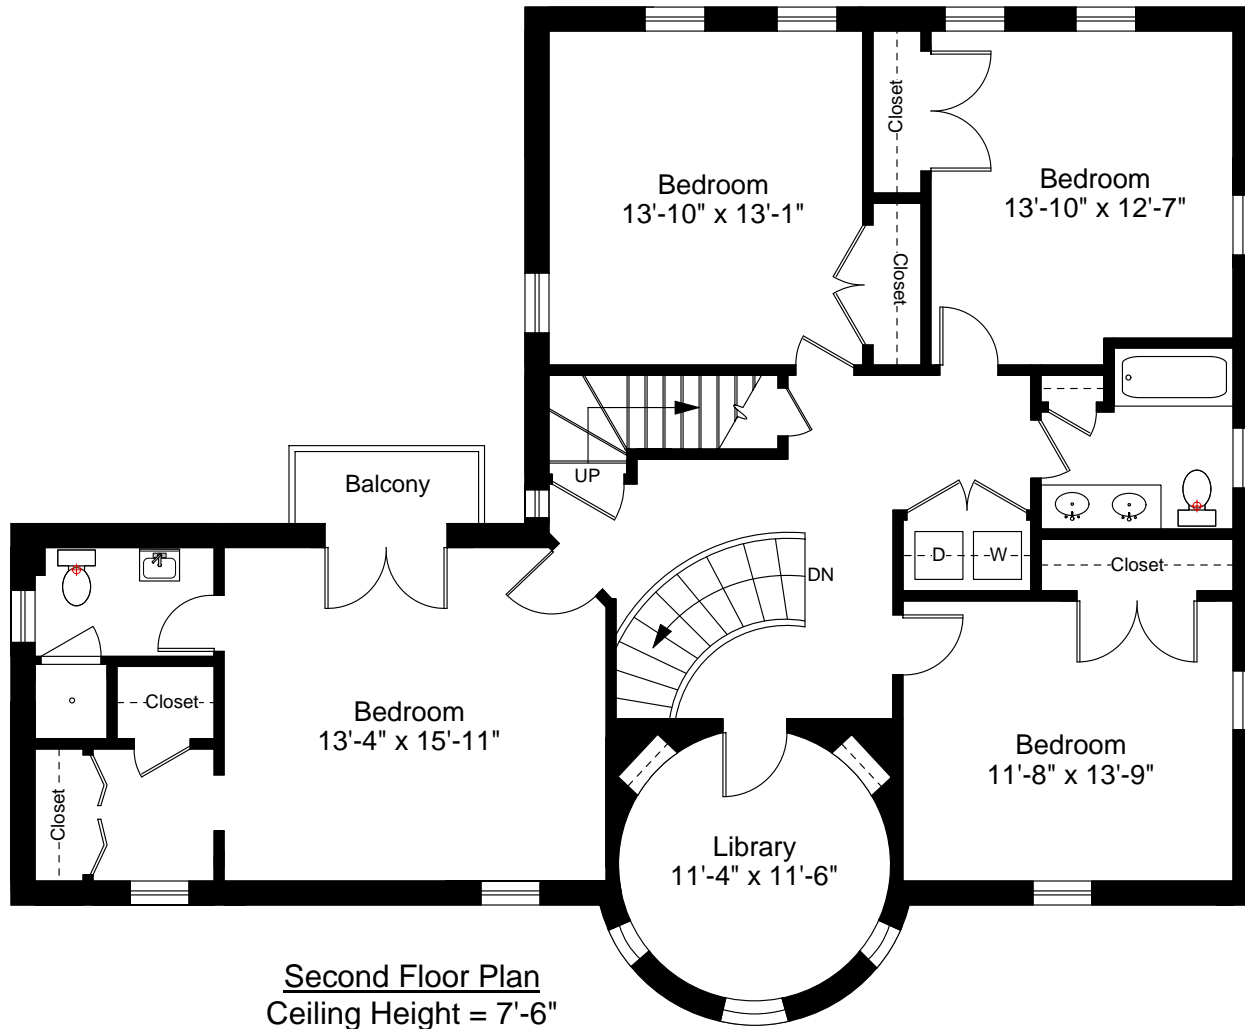 Closet
Bedroom
13'-10" x 13'-1"
Bedroom
13'-10" x 12'-7"
Closet
UP
Balcony
D
W
Closet
DN
Closet
Bedroom
13'-4" x 15'-11"
Bedroom
11'-8" x 13'-9"
Closet
Library
11'-4" x 11'-6"
Second Floor Plan
Ceiling Height = 7'-6"